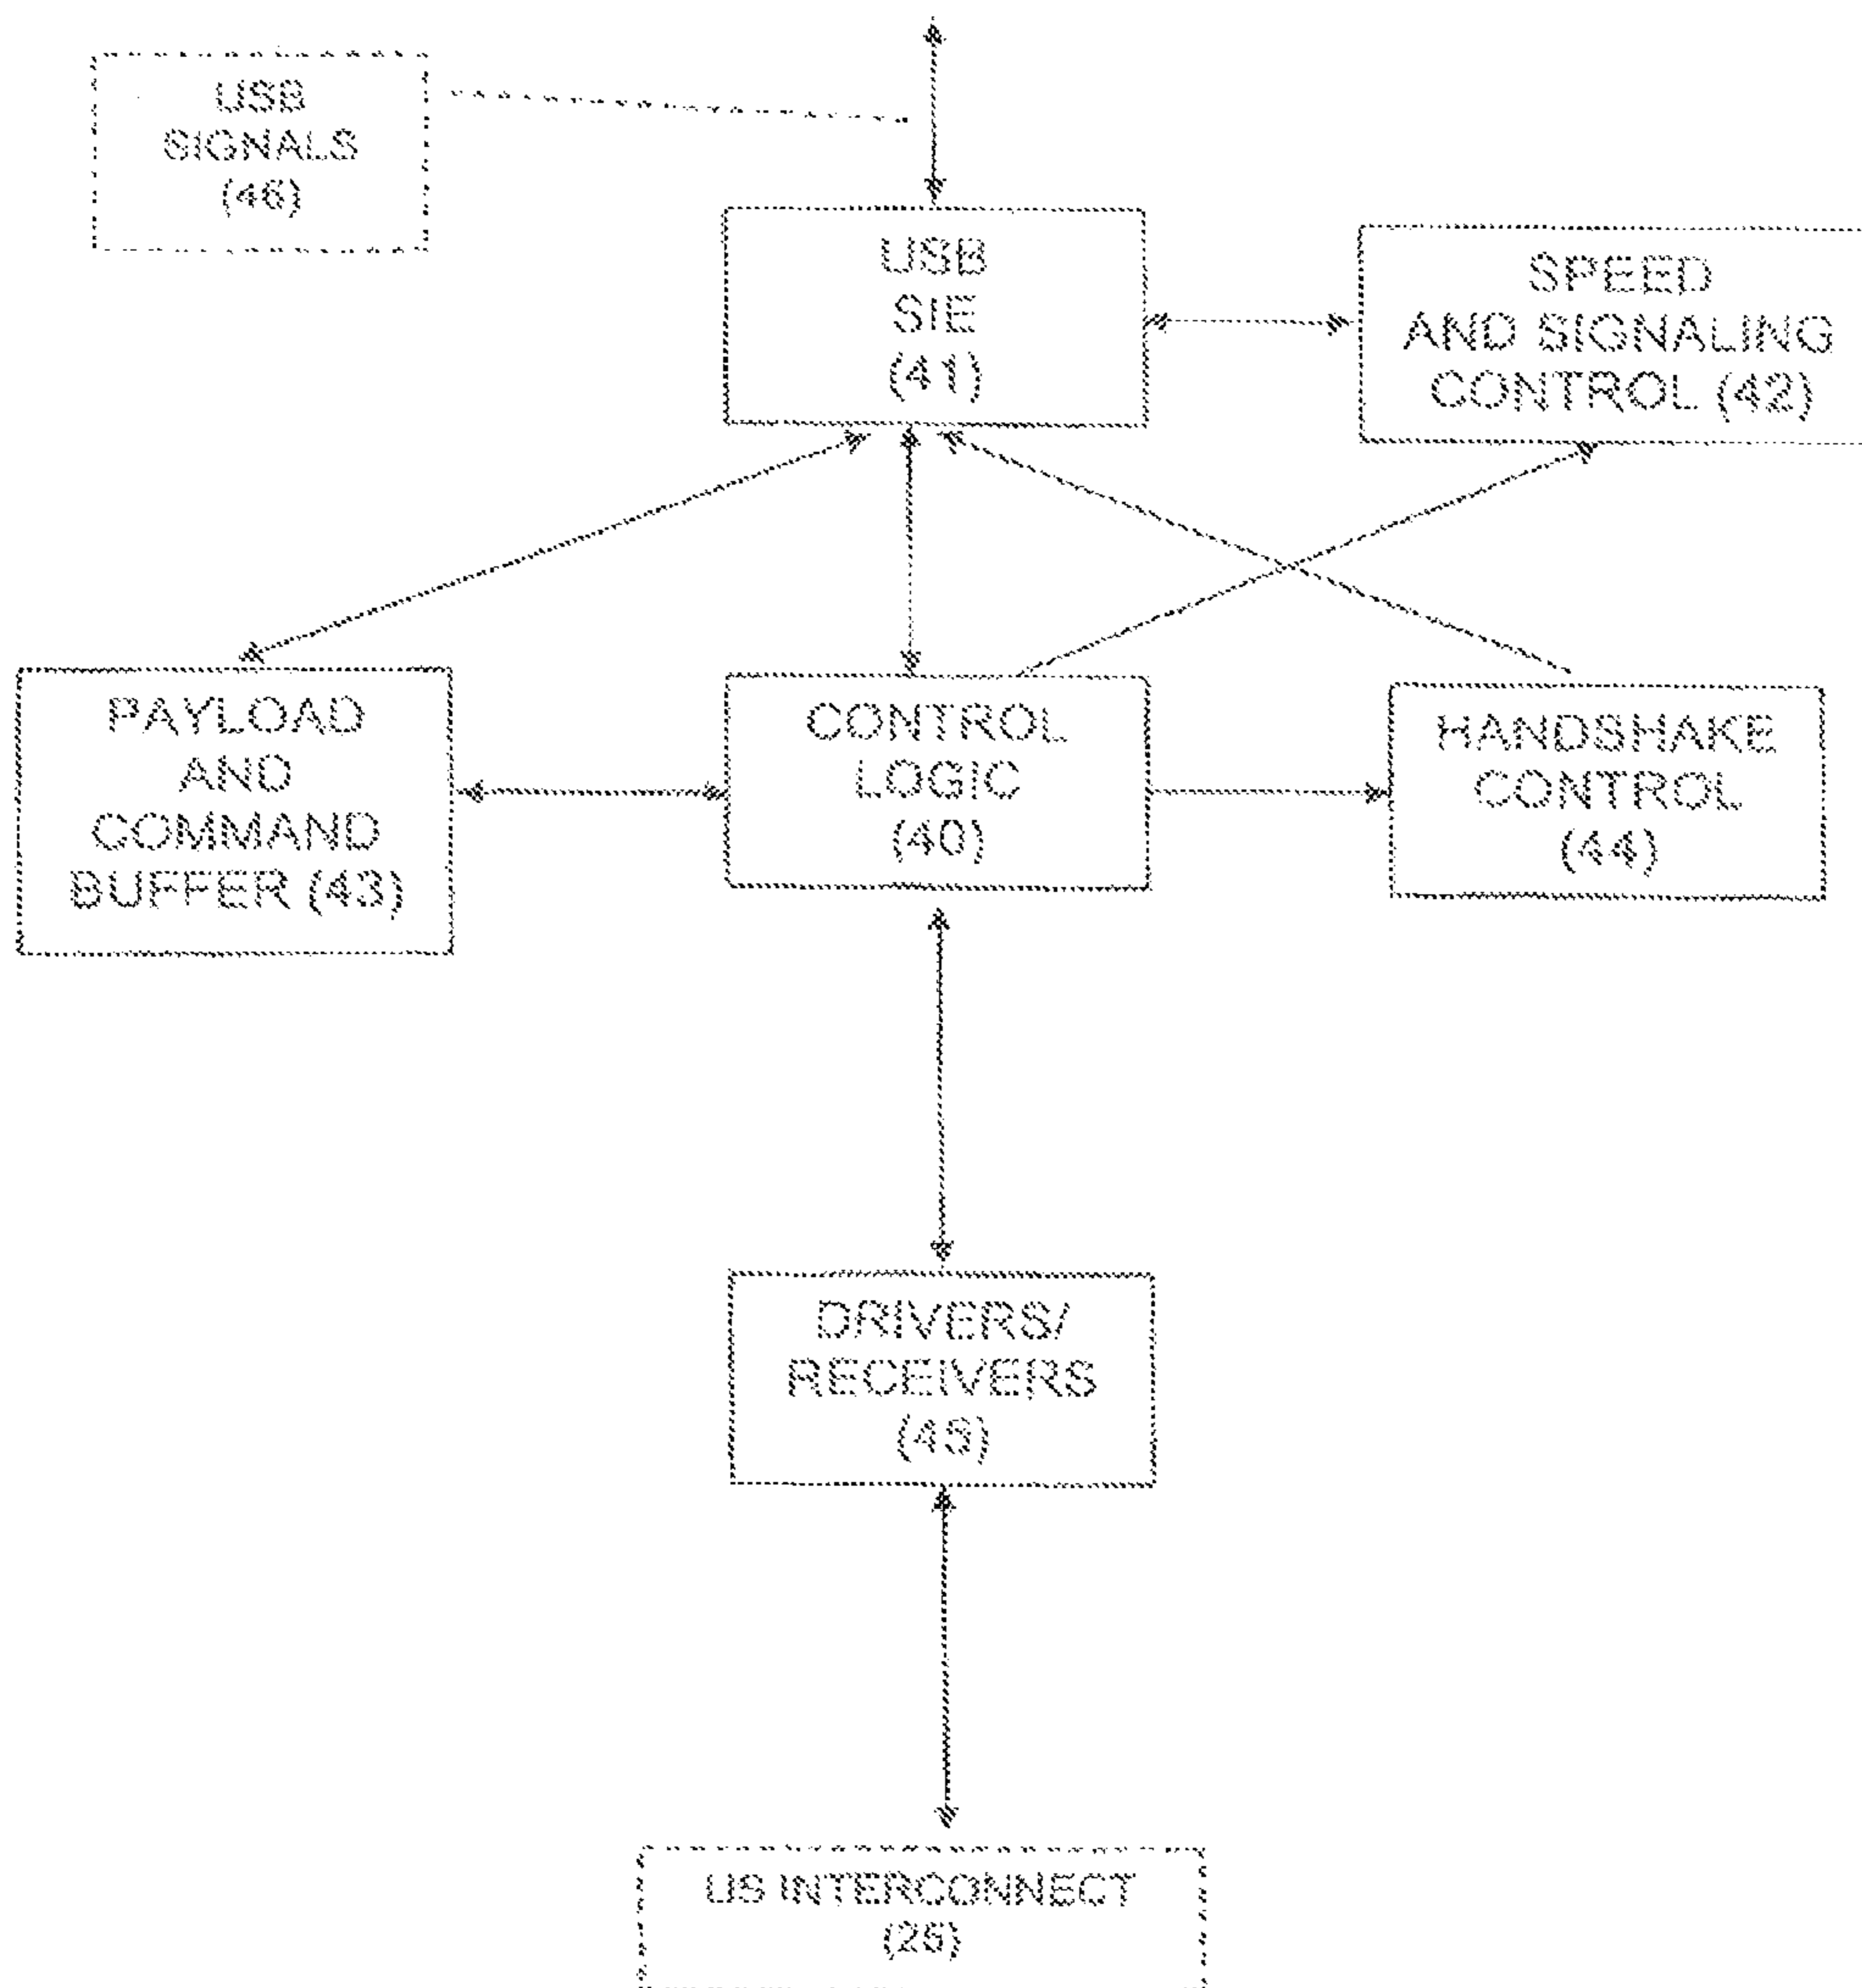 USB
SIGNALS
(46)
USB
SIE
(41)
SPEED
AND SIGNALING
CONTROL (42)
PAYLOAD
AND
COMMAND
BUFFER (43)
CONTROL
LOGIC
(40)
HANDSHAKE
CONTROL
(44)
DRIVERS/
RECEIVERS
(45)
US INTERCONNECT